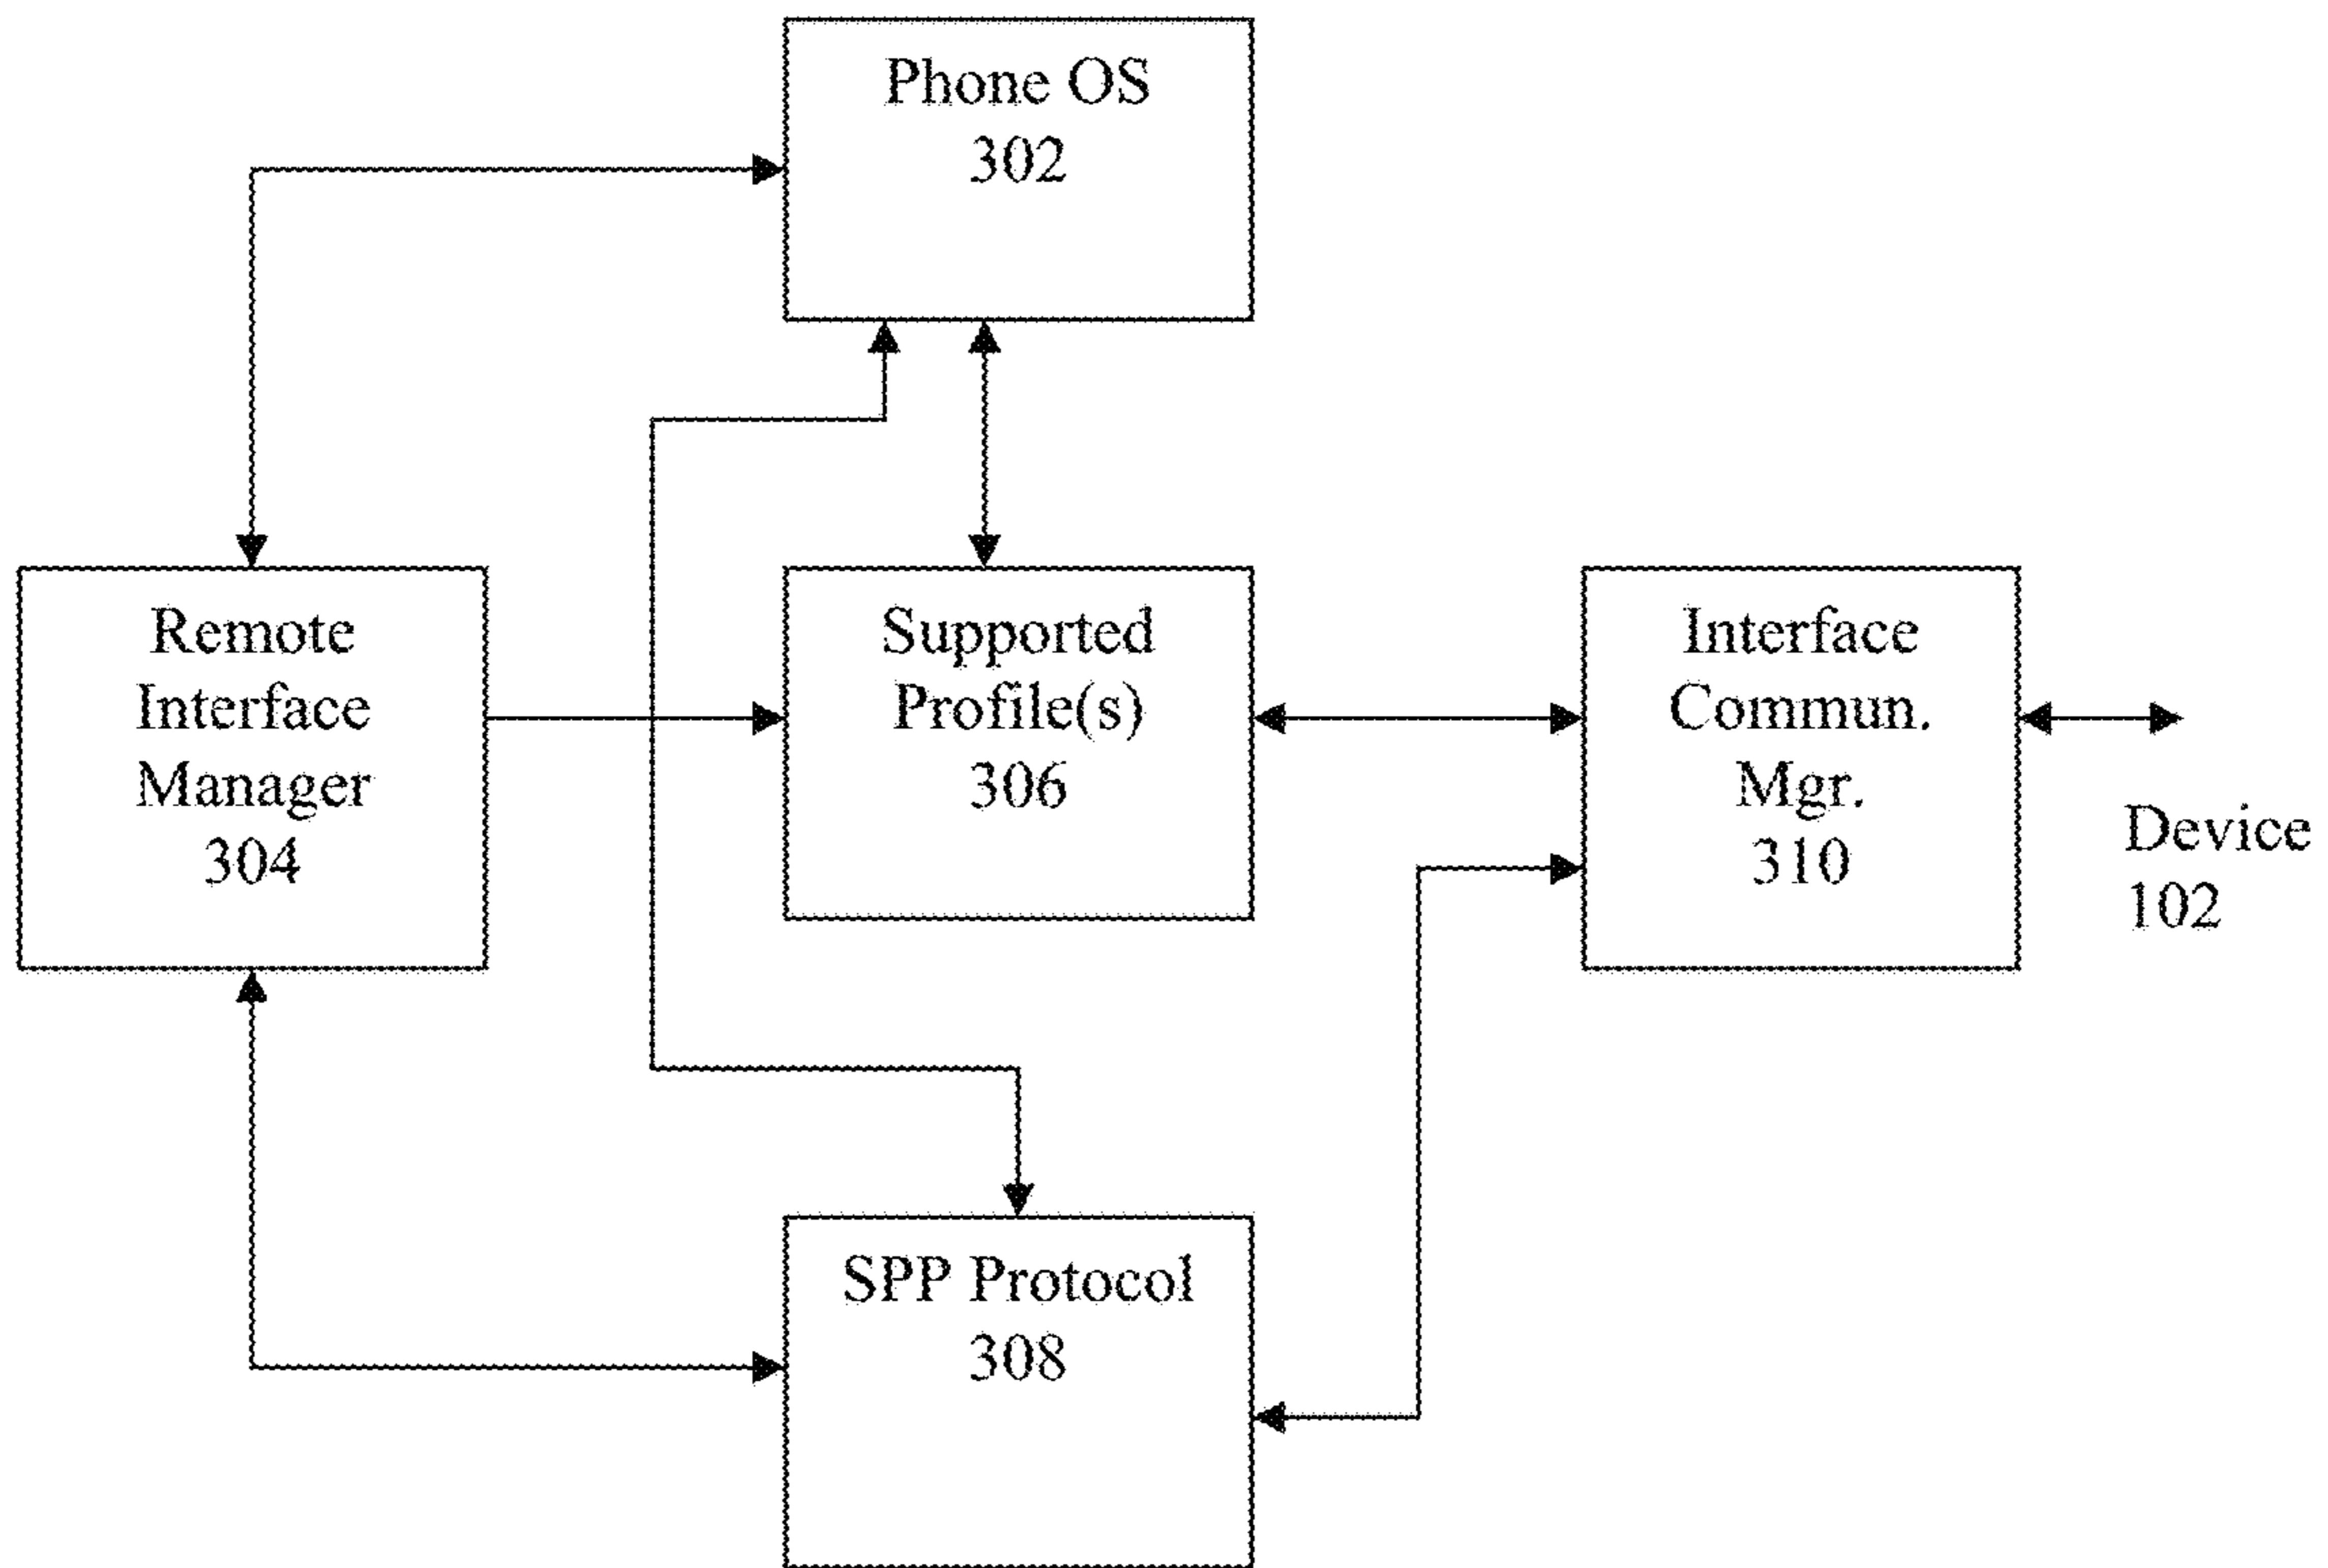 Phone OS
302
Remote
Interface
Manager
304
Supported
Profile(s)
306
Interface
Commun.
Mgr.
310
Device
102
SPP Protocol
308